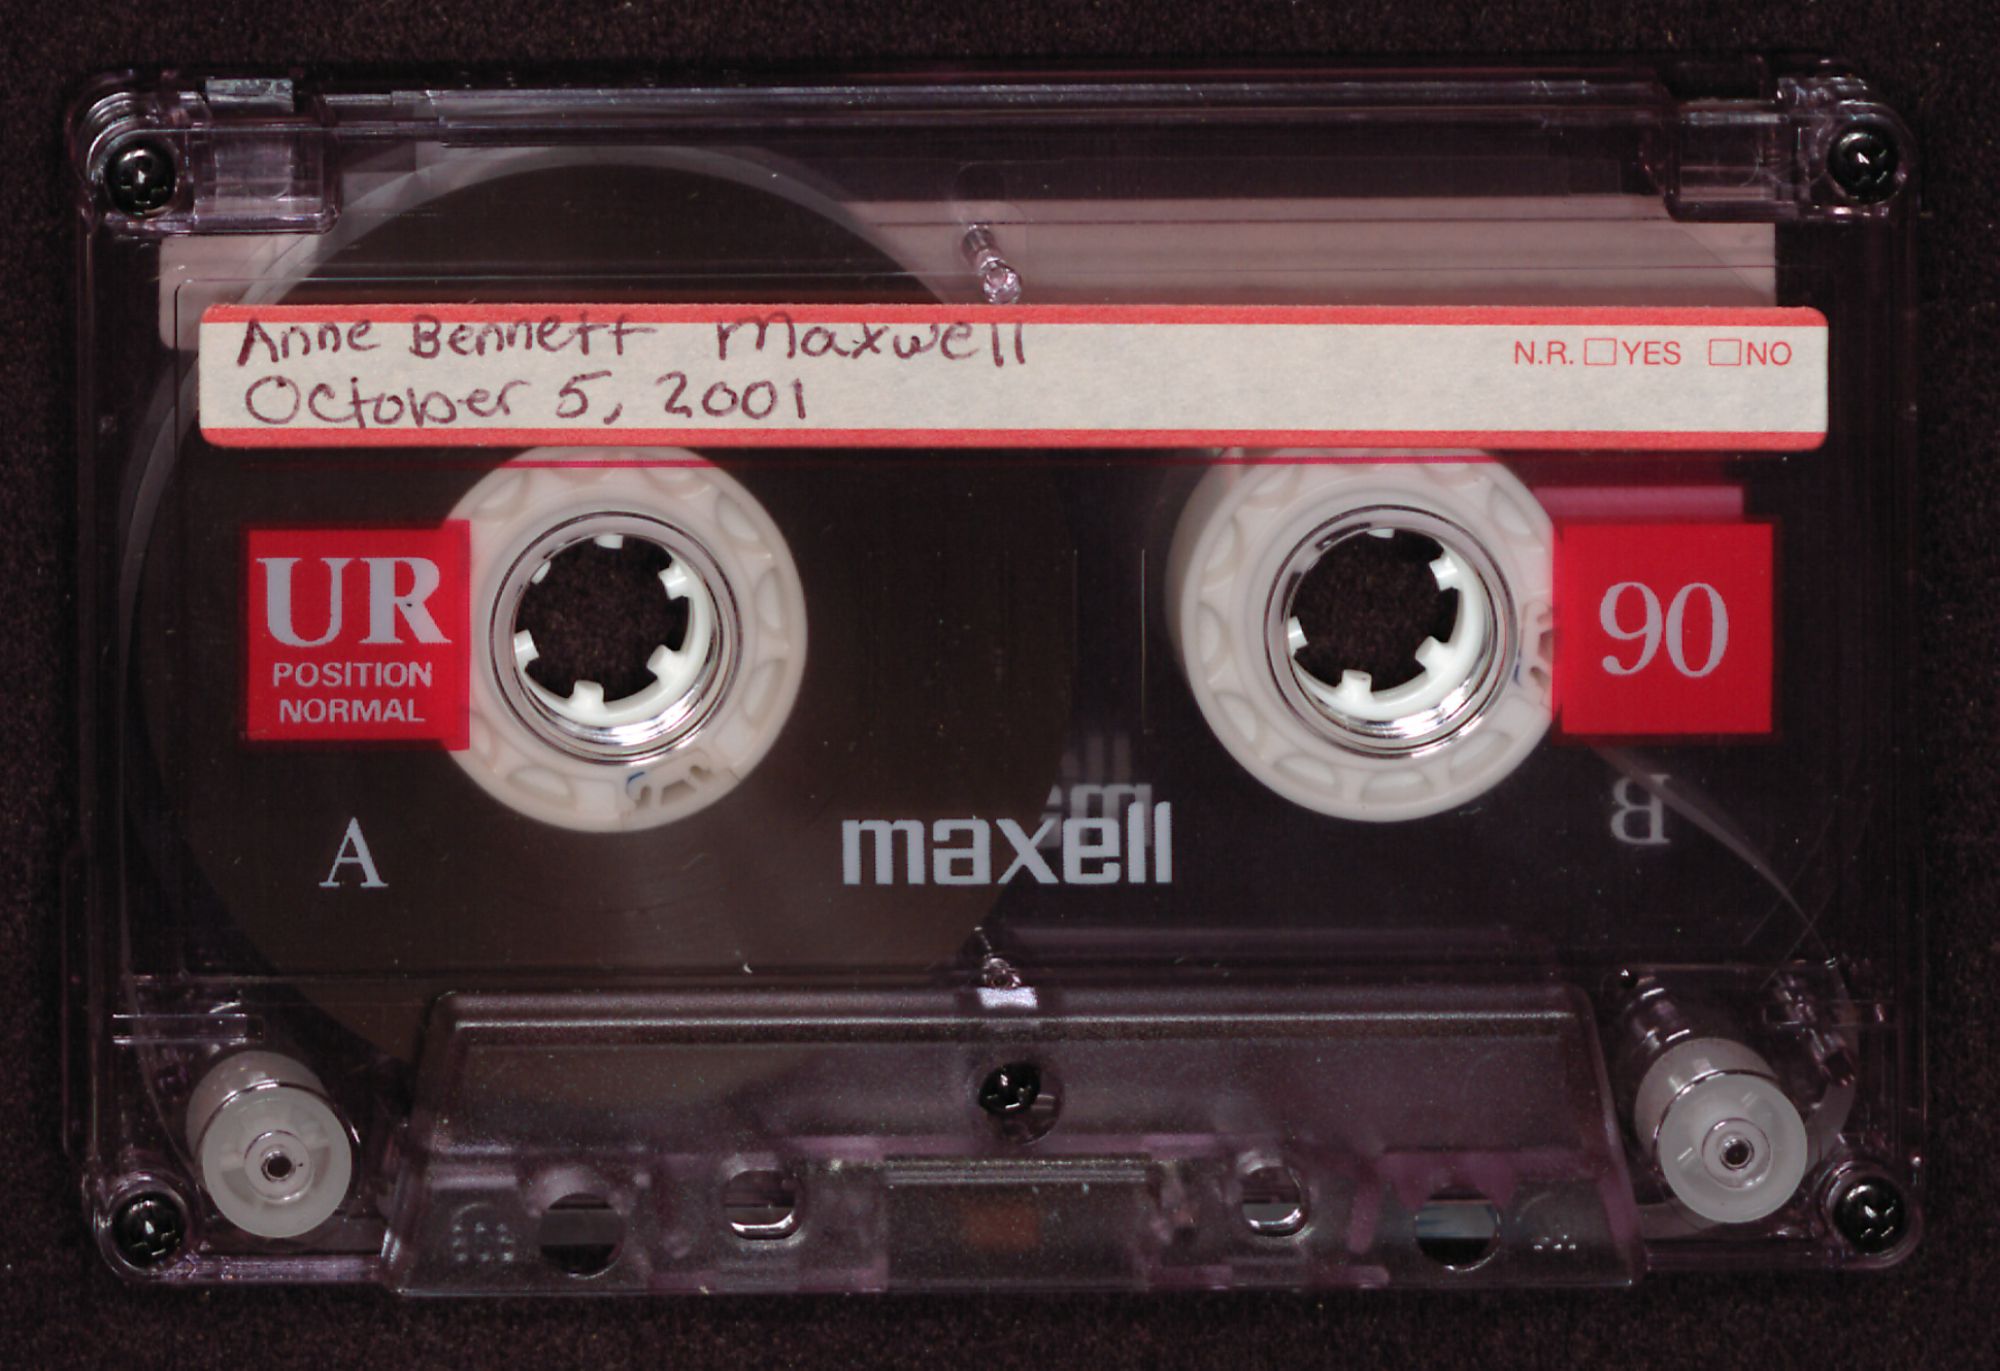 Anne Bennett Maxwell
October 5, 2001
N.R. □YES □NO
UR
POSITION
NORMAL
90
A
maxell
B